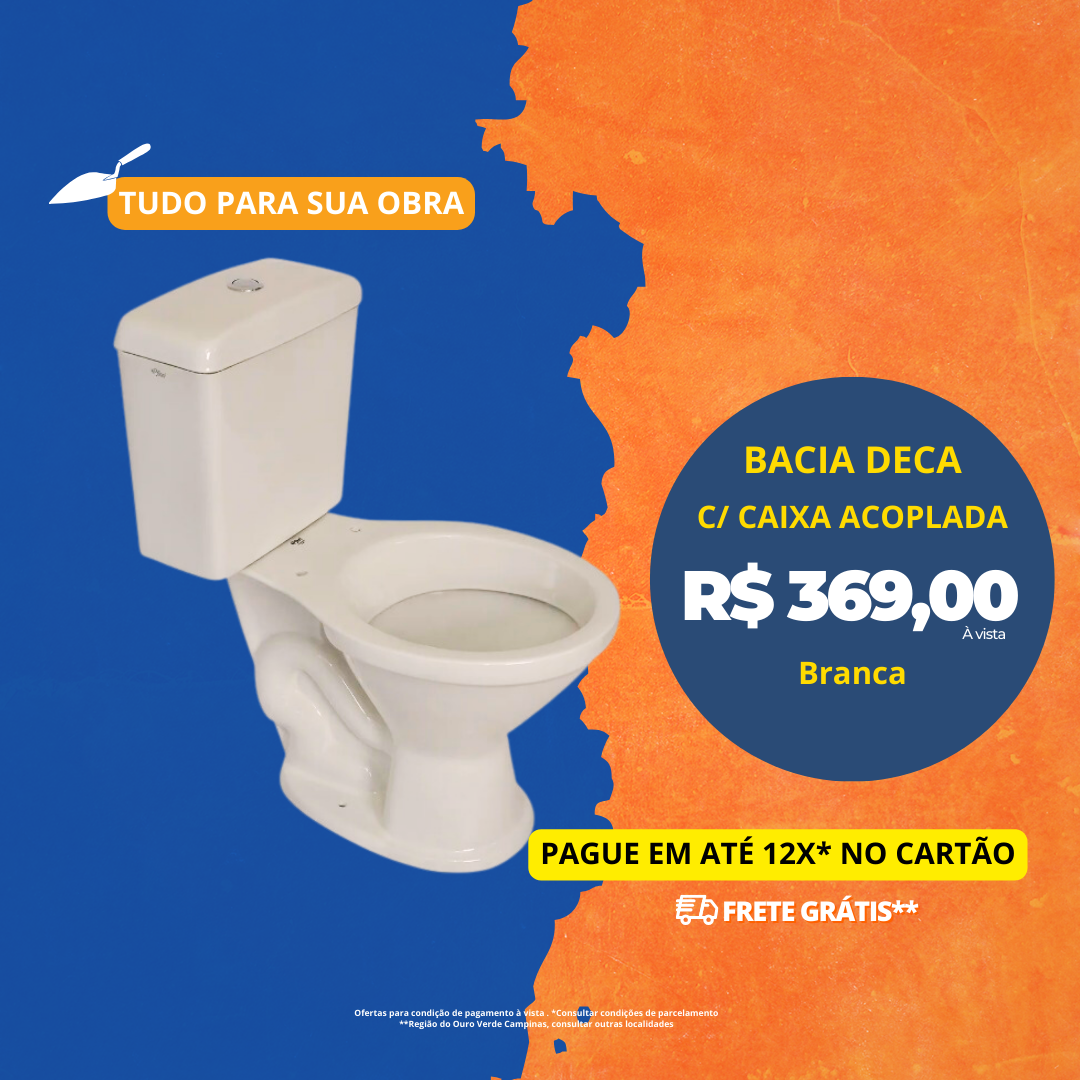 TUDO PARA SUA OBRA
BACIA DECA
C/ CAIXA ACOPLADA
R$ 369,00
À vista
Branca
PAGUE EM ATÉ 12X* NO CARTÃO
FRETE GRÁTIS**
Ofertas para condição de pagamento à vista . *Consultar condições de parcelamento
**Região do Ouro Verde Campinas, consultar outras localidades